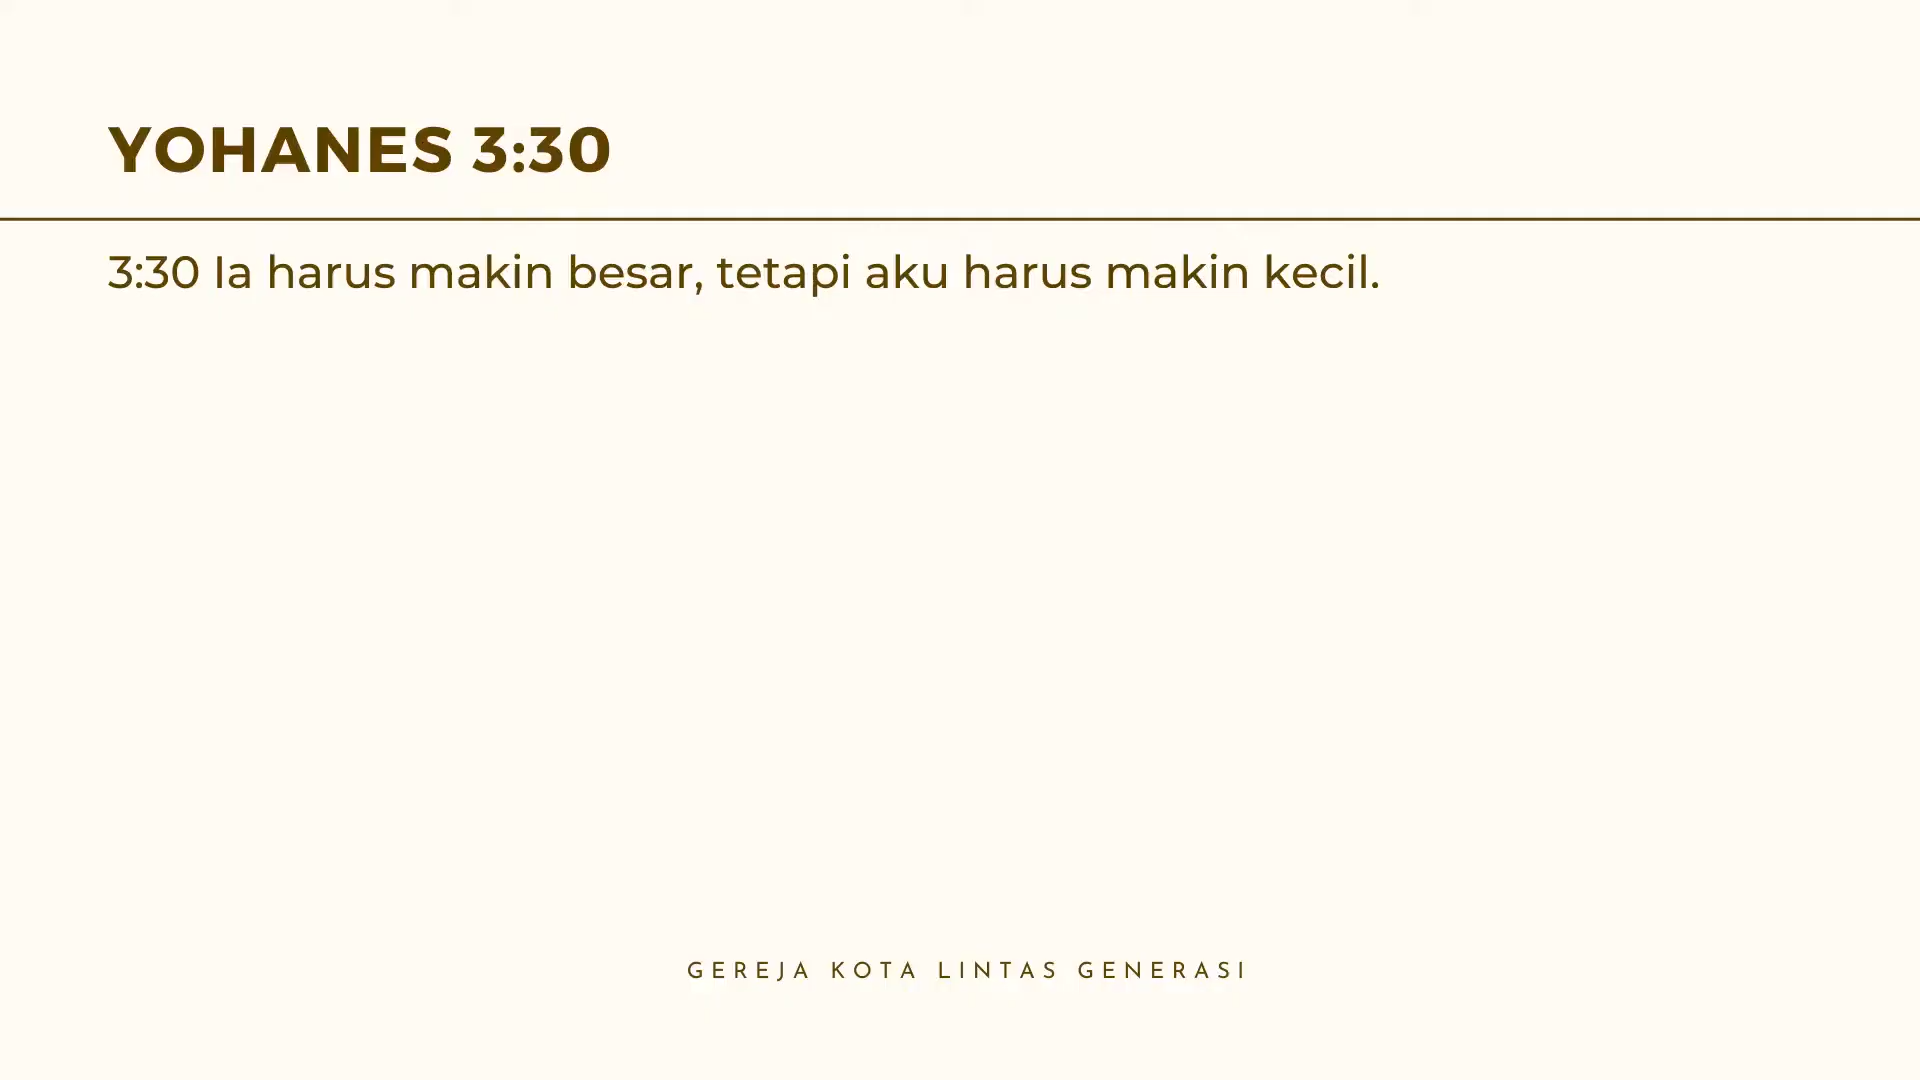 YOHANES 3:30
3:30 Ia harus makin besar, tetapi aku harus makin kecil.
GEREJA KOTA LINTAS GENERASI